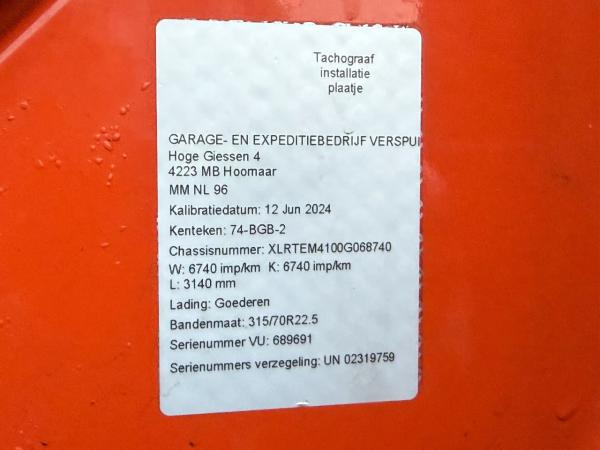 Tachograaf
installatie
plaatje
GARAGE- EN EXPEDITIEBEDRIJF VERSPUI
Hoge Giessen 4
4223 MB Hoornaar
MM NL 96
Kalibratiedatum: 12 Jun 2024
Kenteken: 74-BGB-2
Chassisnummer: XLRTEM4100G068740
W: 6740 imp/km K: 6740 imp/km
L: 3140 mm
Lading: Goederen
Bandenmaat: 315/70R22.5
Serienummer VU: 689691
Serienummers verzegeling: UN 02319759